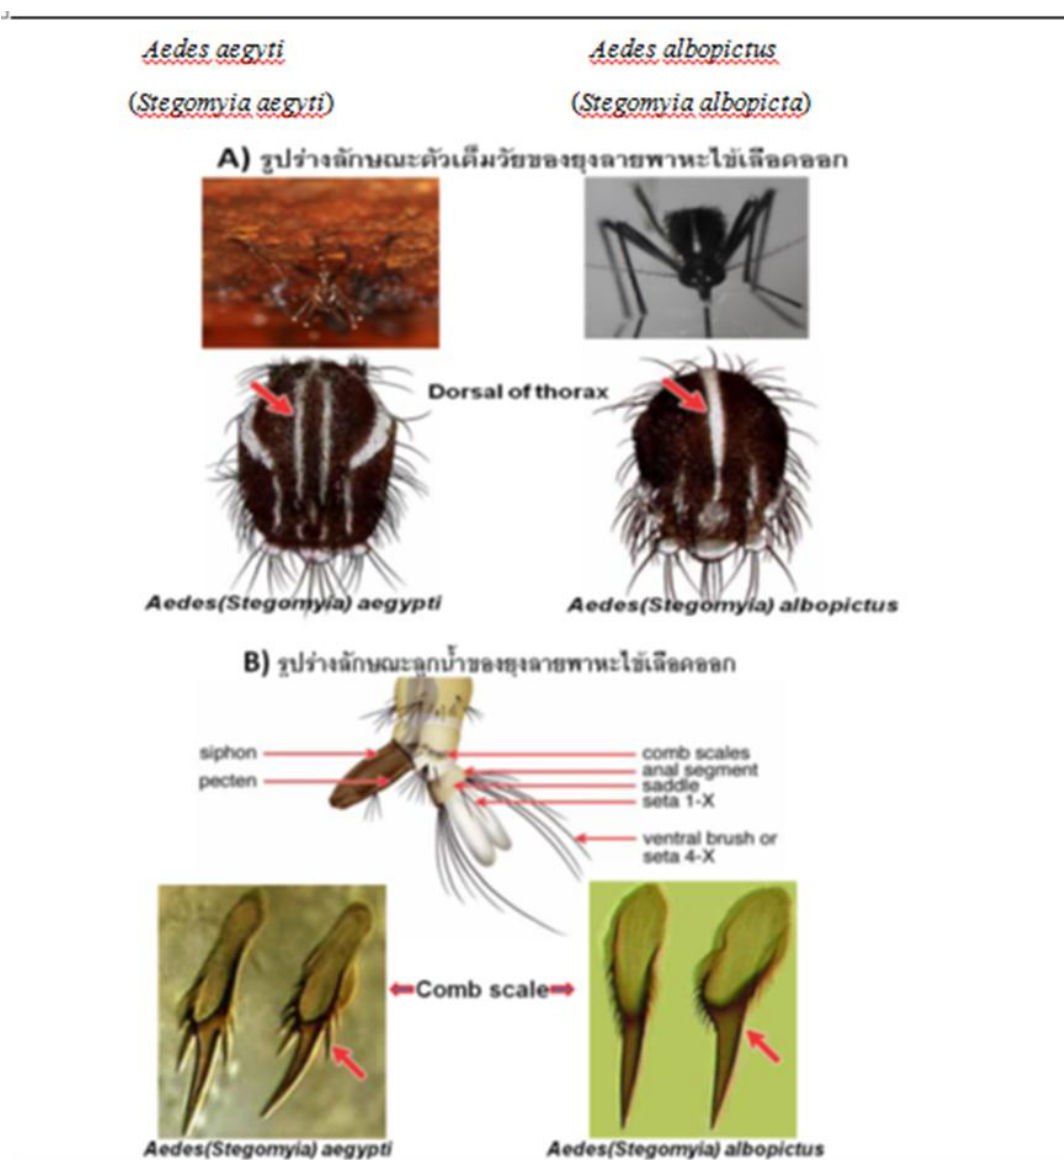 Aedes aegyti
Aedes albopictus
(Stegomyia aegyti)
(Stegomyia albopicta)
A) รูปร่างลักษณะตัวเต็มวัยของยุงลายพาหะไข้เลือดออก
Dorsal of thorax
Aedes(Stegomyia) aegypti
Aedes(Stegomyia) albopictus
B) รูปร่างลักษณะลูกน้ำของยุงลายพาหะไข้เลือดออก
siphon
pecten
comb scales
anal segment
saddle
seta 1-X
ventral brush or
seta 4-X
Comb scale
Aedes(Stegomyia) aegypti
Aedes(Stegomyia) albopictus